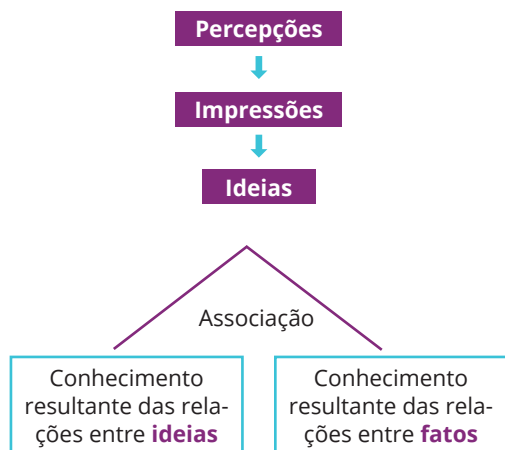 Percepções
Impressões
Ideias
Associação
Conhecimento
resultante das rela-
ções entre ideias
Conhecimento
resultante das rela-
ções entre fatos